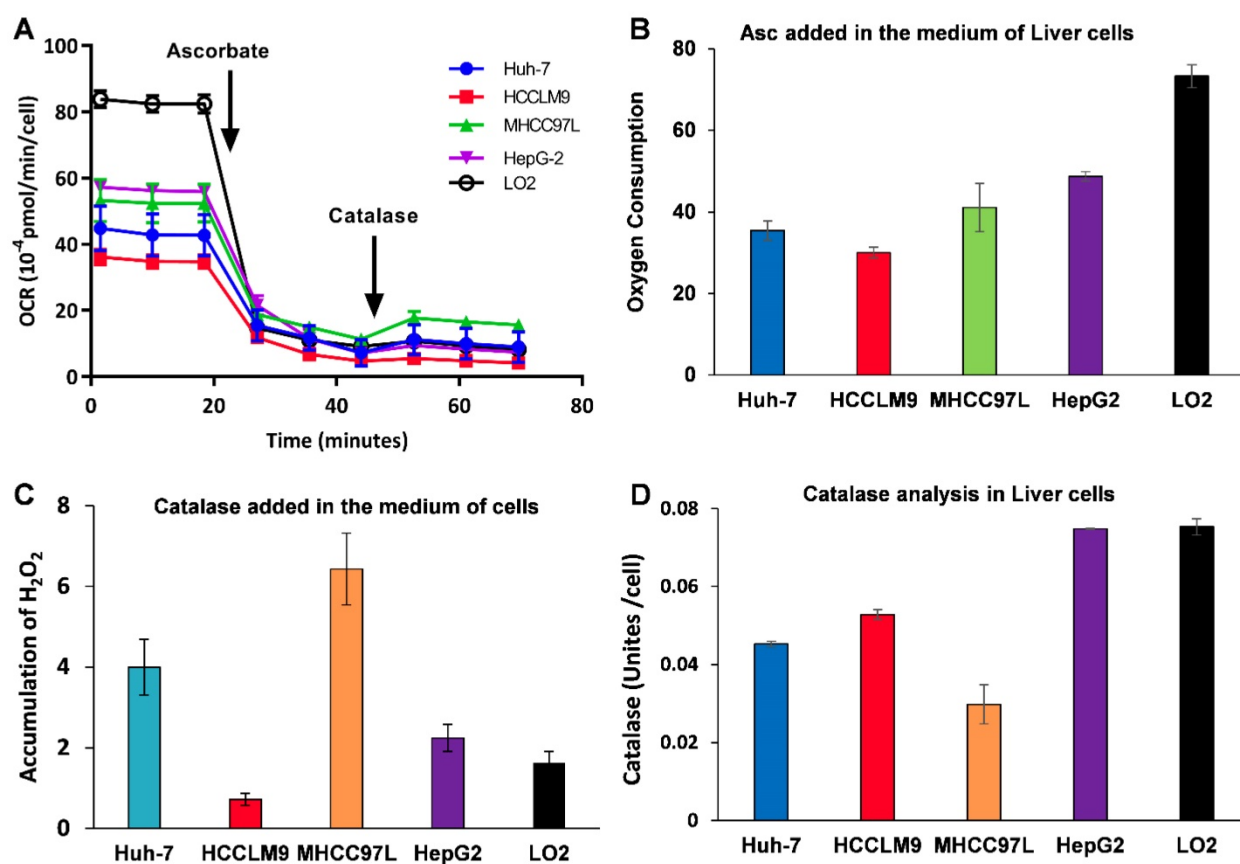 A
Ascorbate
Catalase
Huh-7
HCCLM9
MHCC97L
HepG-2
LO2
OCR (10⁻⁴pmol/min/cell)
100
80
60
40
20
0
0 20 40 60 80
Time (minutes)
B
Asc added in the medium of Liver cells
Oxygen Consumption
80
60
40
20
0
Huh-7 HCCLM9 MHCC97L HepG2 LO2
C
Catalase added in the medium of cells
Accumulation of H₂O₂
8
6
4
2
0
Huh-7 HCCLM9 MHCC97L HepG2 LO2
D
Catalase analysis in Liver cells
Catalase (Unites /cell)
0.08
0.06
0.04
0.02
0
Huh-7 HCCLM9 MHCC97L HepG2 LO2